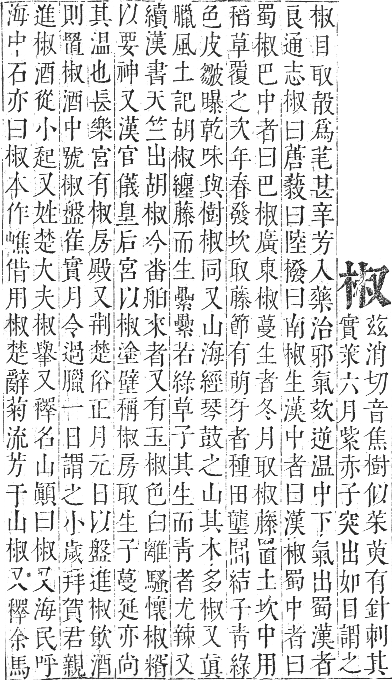 椒
茲消切音焦樹似茱萸有針刺其
實萊六月紫赤子突出如目謂之
椒目取殼爲芼甚辛芳入藥治邪氣欬逆温中下氣出蜀漢者
良通志椒曰蓎藙曰陸撥曰南椒生漢中者曰漢椒蜀中者曰
蜀椒巴中者曰巴椒廣東椒蔓生者冬月取椒藤置土坎中用
稻草覆之次年春發坎取藤節有萌牙者種田壟間結子青綠
色皮皺曝乾味與樹椒同又山海經琴鼓之山其木多椒又眞
臘風土記胡椒纏藤而生纍纍若綠草子其生而青者尤辣又
續漢書天竺出胡椒今番舶來者又有玉椒色白離騷懷椒糈
以要神又漢官儀皇后宮以椒塗壁稱椒房取生子蔓延亦尚
其温也長樂宮有椒房殿又荆楚俗正月元日以盤進椒飲酒
則置椒酒中號椒盤崔實月令過臘一日謂之小歲拜賀君親
進椒酒從小起又姓楚大夫椒擧又釋名山顚曰椒又海民呼
海中石亦曰椒本作偕用椒楚辭菊流芳于山椒又釋余馬